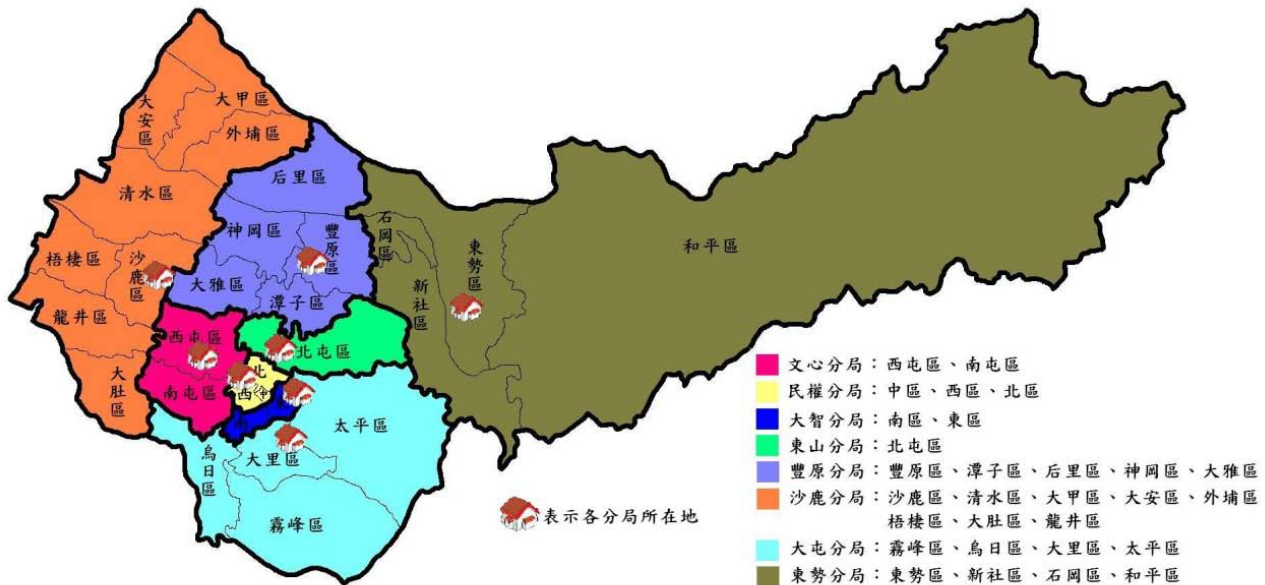 大甲區
大安區
外埔區
清水區
后里區
梧棲區
沙鹿區
神岡區
豐原區
石岡區
東勢區
和平區
大雅區
潭子區
新社區
龍井區
西屯區
北屯區
大肚區
南屯區
北
西
中
南
太平區
烏日區
大里區
霧峰區
表示各分局所在地
文心分局：西屯區、南屯區
民權分局：中區、西區、北區
大智分局：南區、東區
東山分局：北屯區
豐原分局：豐原區、潭子區、后里區、神岡區、大雅區
沙鹿分局：沙鹿區、清水區、大甲區、大安區、外埔區
梧棲區、大肚區、龍井區
大屯分局：霧峰區、烏日區、大里區、太平區
東勢分局：東勢區、新社區、石岡區、和平區